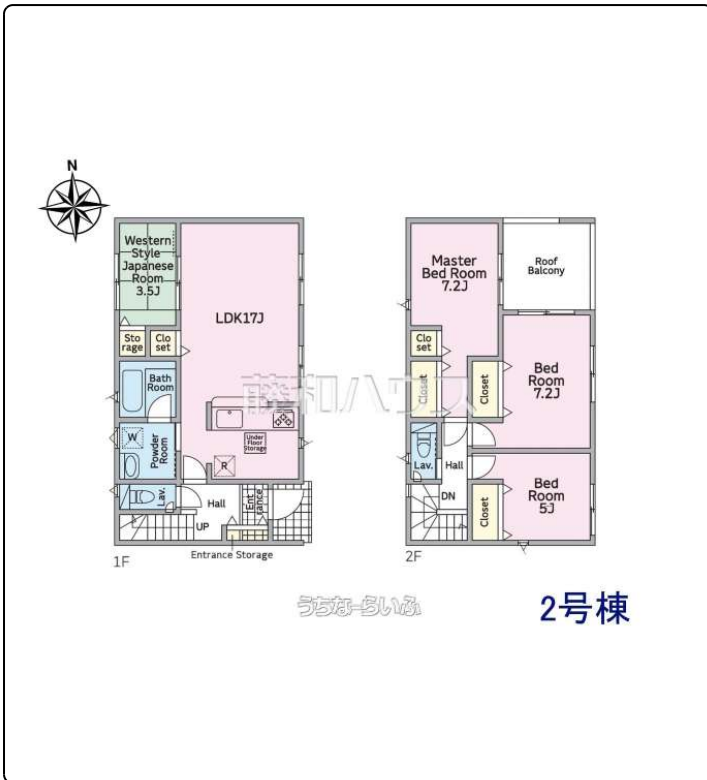 N
Western
Style
Japanese
Room
3.5J
LDK17J
Sto
rage
Clo
set
Bath
Room
W
Powder
Room
Under
Floor
Storage
R
Lav.
Hall
Ent
rance
UP
Entrance Storage
1F
Master
Bed Room
7.2J
Roof
Balcony
Clo
set
Closet
Closet
Bed
Room
7.2J
Lav.
Hall
DN
Closet
Bed
Room
5J
2F
藤和ハウス
うちなーらいふ
2号棟